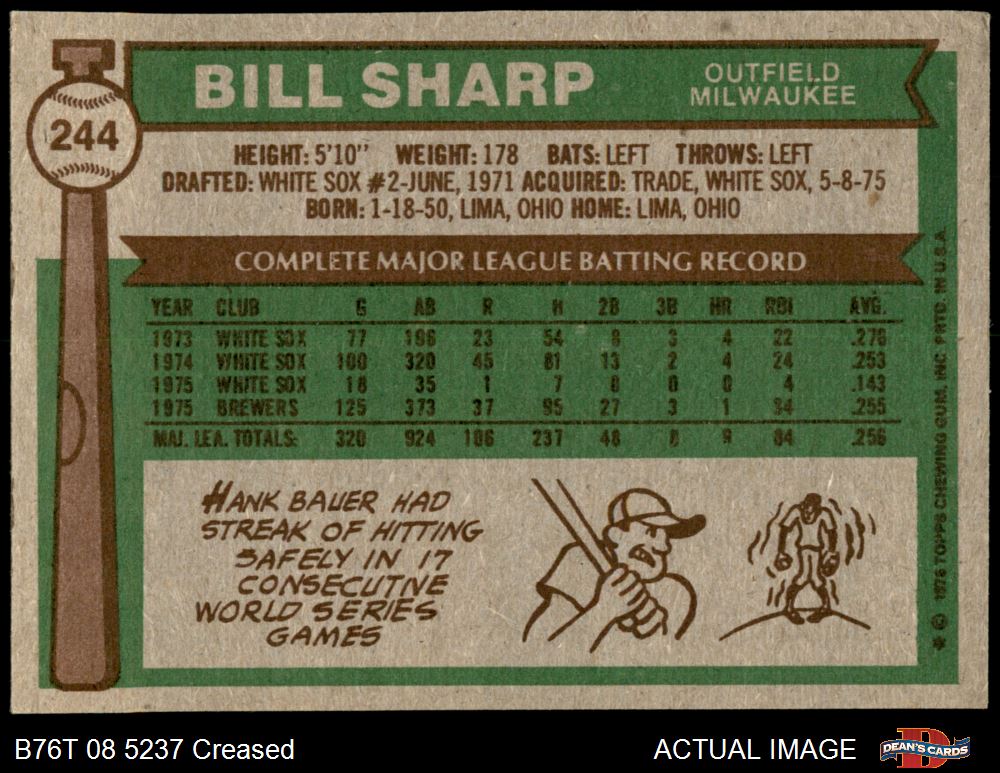 244
BILL SHARP
OUTFIELD
MILWAUKEE
HEIGHT: 5'10" WEIGHT: 178 BATS: LEFT THROWS: LEFT
DRAFTED: WHITE SOX #2-JUNE, 1971 ACQUIRED: TRADE, WHITE SOX, 5-8-75
BORN: 1-18-50, LIMA, OHIO HOME: LIMA, OHIO
COMPLETE MAJOR LEAGUE BATTING RECORD
YEAR CLUB G AB R H 2B 3B HR RBI AVG.
1973 WHITE SOX 77 196 23 54 8 3 4 22 .276
1974 WHITE SOX 100 320 45 81 13 2 4 24 .253
1975 WHITE SOX 18 35 1 7 0 0 0 4 .143
1975 BREWERS 125 373 37 95 27 3 1 34 .255
MAJ. LEA. TOTALS: 320 924 106 237 48 8 9 84 .256
HANK BAUER HAD
STREAK OF HITTING
SAFELY IN 17
CONSECUTIVE
WORLD SERIES
GAMES
* © 1976 TOPPS CHEWING GUM, INC. PRTD. IN U.S.A.
B76T 08 5237 Creased
ACTUAL IMAGE
DEAN'S CARDS